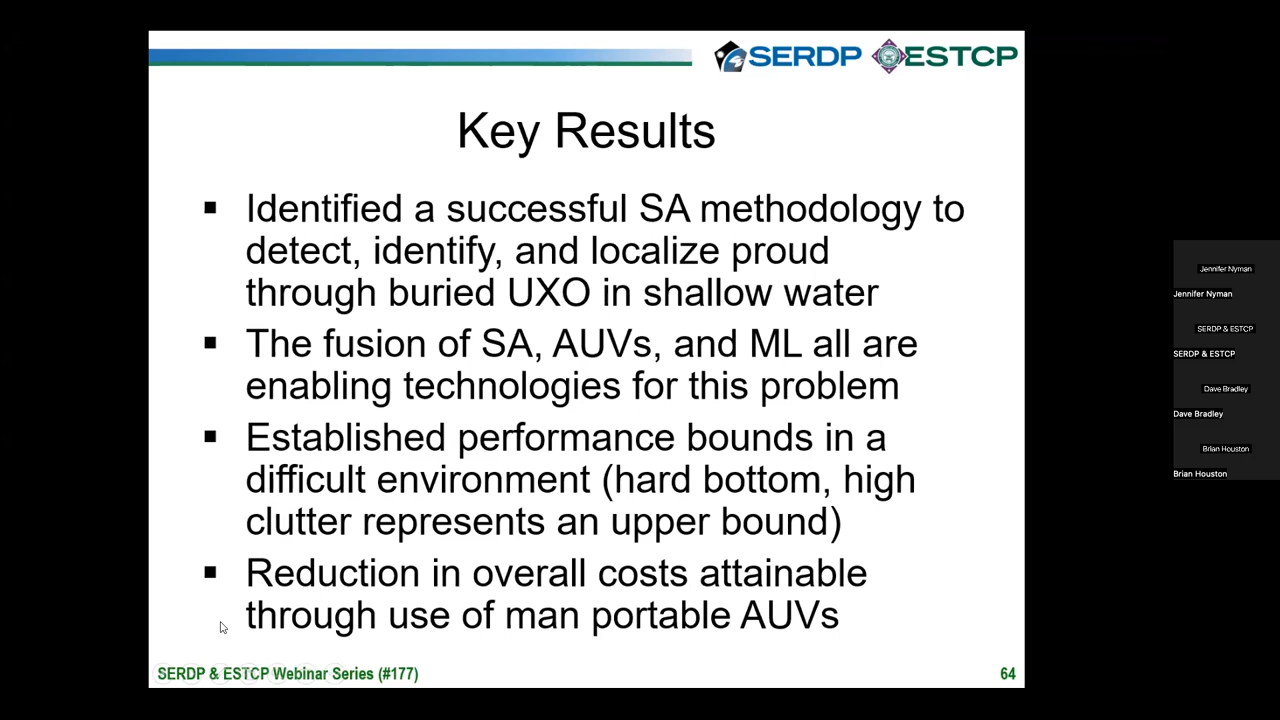 SERDP ESTCP
Key Results
▪ Identified a successful SA methodology to
detect, identify, and localize proud
through buried UXO in shallow water
▪ The fusion of SA, AUVs, and ML all are
enabling technologies for this problem
▪ Established performance bounds in a
difficult environment (hard bottom, high
clutter represents an upper bound)
▪ Reduction in overall costs attainable
through use of man portable AUVs
SERDP & ESTCP Webinar Series (#177)
64
Jennifer Nyman
Jennifer Nyman
SERDP & ESTCP
SERDP & ESTCP
Dave Bradley
Dave Bradley
Brian Houston
Brian Houston